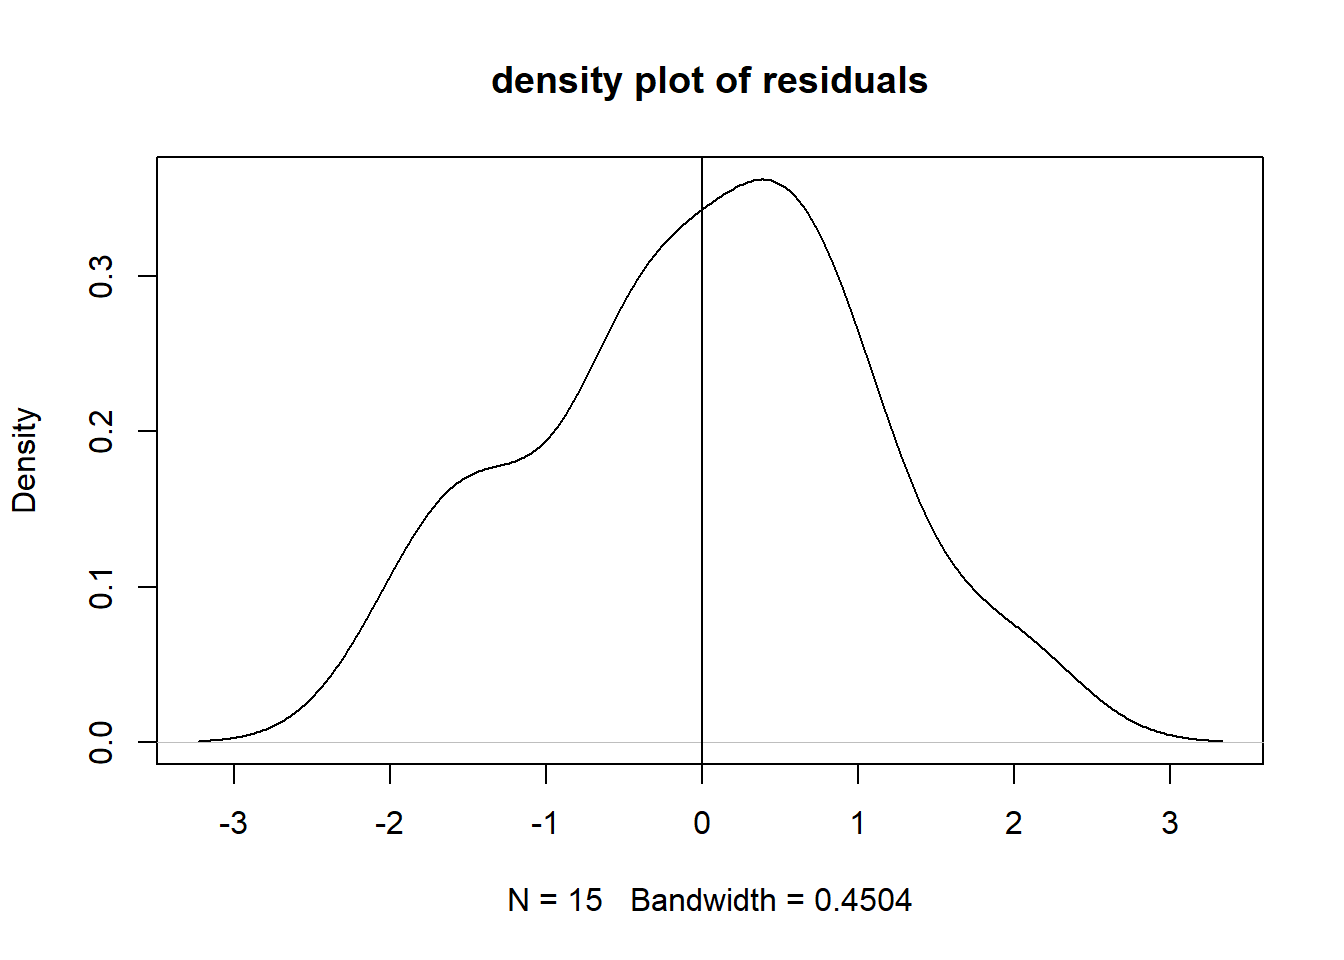 density plot of residuals
Density
0.3
0.2
0.1
0.0
-3 -2 -1 0 1 2 3
N = 15   Bandwidth = 0.4504